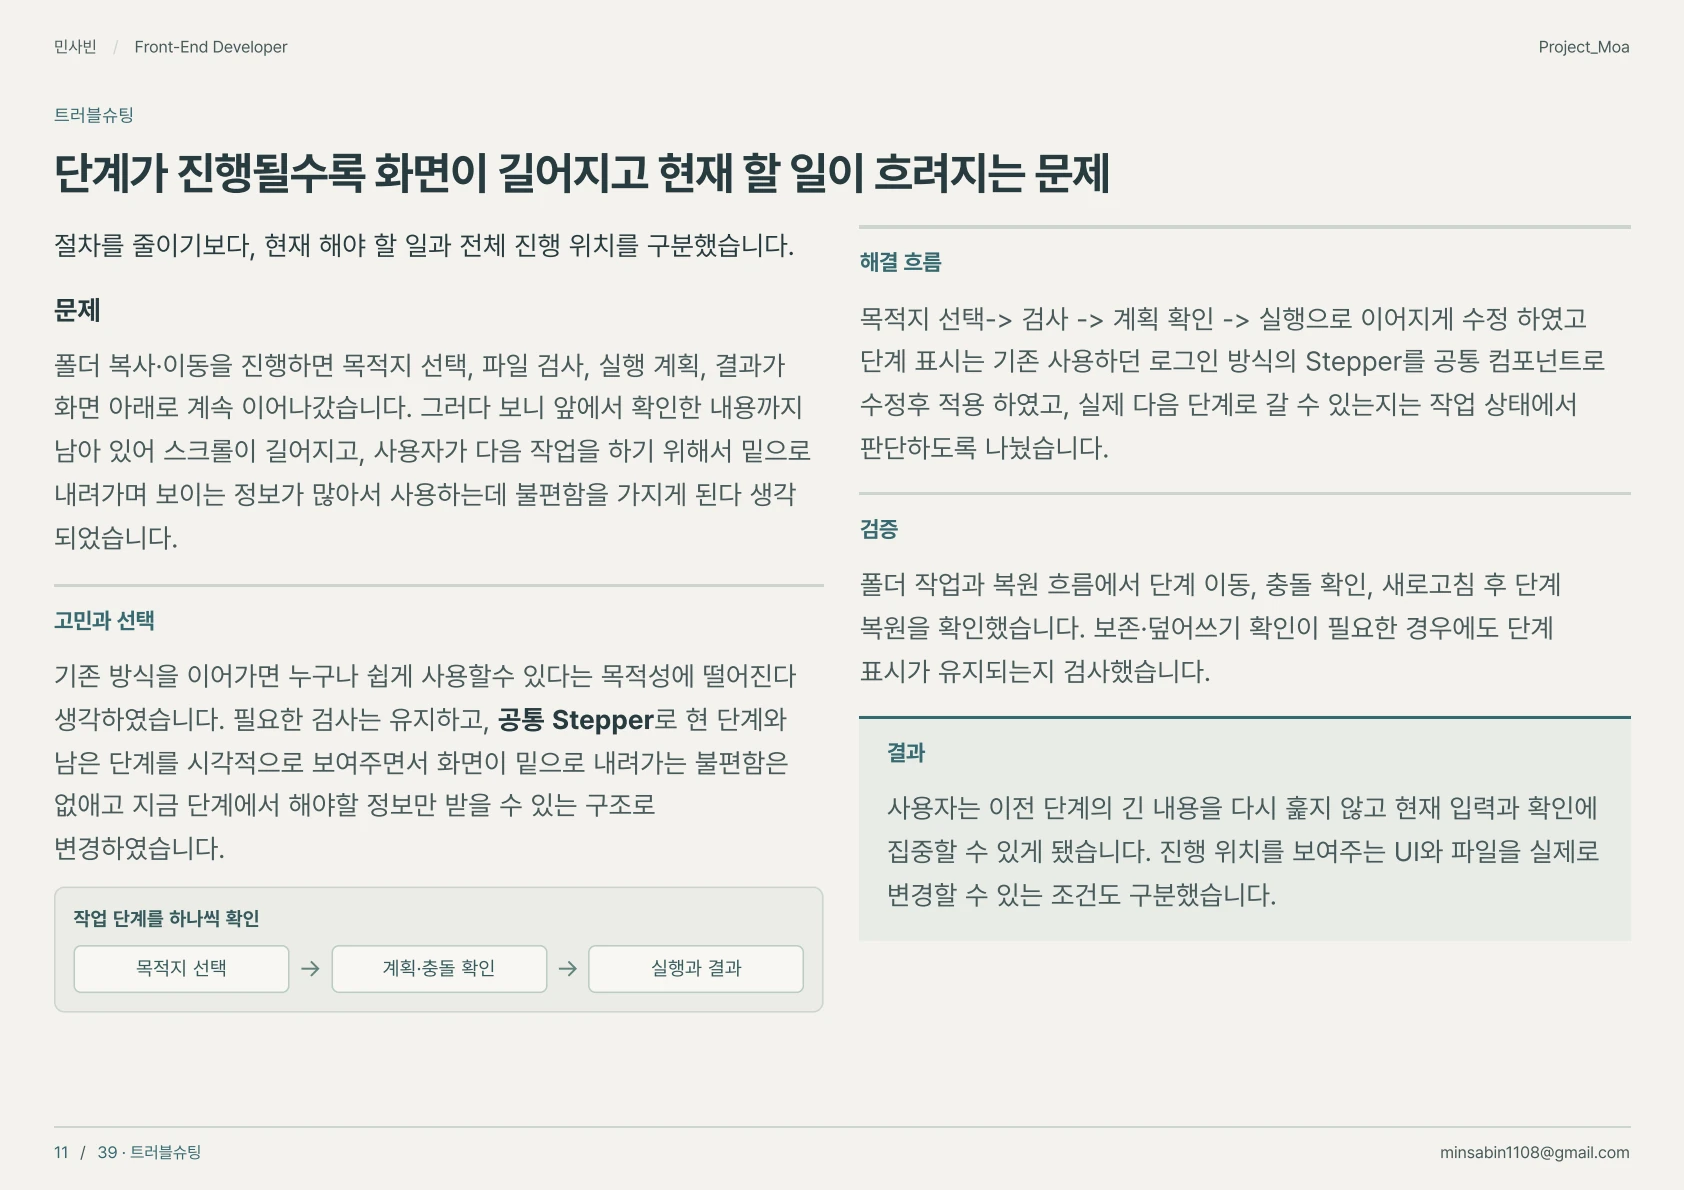 민사빈 / Front-End Developer
Project_Moa
트러블슈팅
단계가 진행될수록 화면이 길어지고 현재 할 일이 흐려지는 문제
절차를 줄이기보다, 현재 해야 할 일과 전체 진행 위치를 구분했습니다.
문제
폴더 복사·이동을 진행하면 목적지 선택, 파일 검사, 실행 계획, 결과가
화면 아래로 계속 이어나갔습니다. 그러다 보니 앞에서 확인한 내용까지
남아 있어 스크롤이 길어지고, 사용자가 다음 작업을 하기 위해서 밑으로
내려가며 보이는 정보가 많아서 사용하는데 불편함을 가지게 된다 생각
되었습니다.
고민과 선택
기존 방식을 이어가면 누구나 쉽게 사용할수 있다는 목적성에 떨어진다
생각하였습니다. 필요한 검사는 유지하고, 공통 Stepper로 현 단계와
남은 단계를 시각적으로 보여주면서 화면이 밑으로 내려가는 불편함은
없애고 지금 단계에서 해야할 정보만 받을 수 있는 구조로
변경하였습니다.
작업 단계를 하나씩 확인
목적지 선택 → 계획·충돌 확인 → 실행과 결과
해결 흐름
목적지 선택-> 검사 -> 계획 확인 -> 실행으로 이어지게 수정 하였고
단계 표시는 기존 사용하던 로그인 방식의 Stepper를 공통 컴포넌트로
수정후 적용 하였고, 실제 다음 단계로 갈 수 있는지는 작업 상태에서
판단하도록 나눴습니다.
검증
폴더 작업과 복원 흐름에서 단계 이동, 충돌 확인, 새로고침 후 단계
복원을 확인했습니다. 보존·덮어쓰기 확인이 필요한 경우에도 단계
표시가 유지되는지 검사했습니다.
결과
사용자는 이전 단계의 긴 내용을 다시 훑지 않고 현재 입력과 확인에
집중할 수 있게 됐습니다. 진행 위치를 보여주는 UI와 파일을 실제로
변경할 수 있는 조건도 구분했습니다.
11 / 39 · 트러블슈팅
minsabin1108@gmail.com